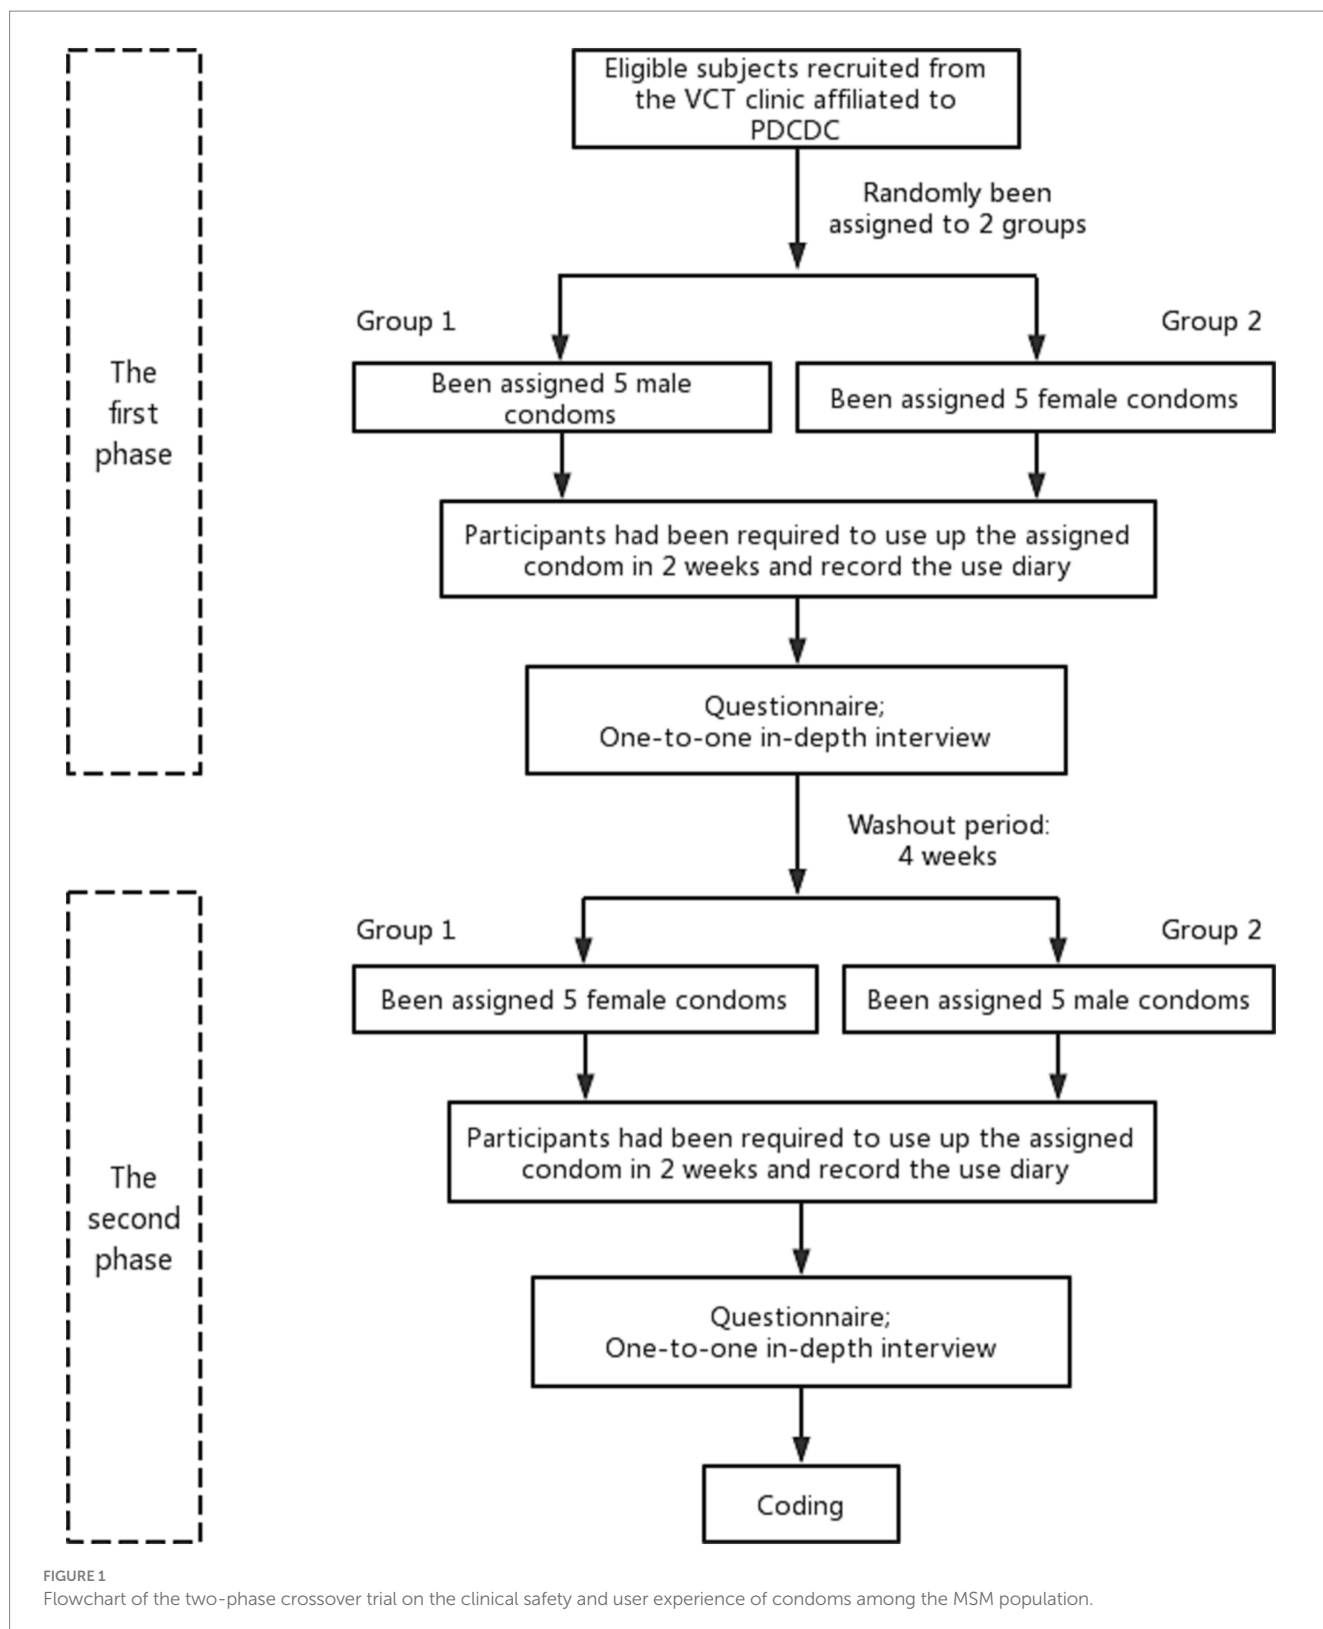 Eligible subjects recruited from
the VCT clinic affiliated to
PDCDC
Randomly been
assigned to 2 groups
Group 1
Group 2
Been assigned 5 male
condoms
Been assigned 5 female condoms
The
first
phase
Participants had been required to use up the assigned
condom in 2 weeks and record the use diary
Questionnaire;
One-to-one in-depth interview
Washout period:
4 weeks
Group 1
Group 2
Been assigned 5 female condoms
Been assigned 5 male condoms
Participants had been required to use up the assigned
condom in 2 weeks and record the use diary
The
second
phase
Questionnaire;
One-to-one in-depth interview
Coding
FIGURE 1
Flowchart of the two-phase crossover trial on the clinical safety and user experience of condoms among the MSM population.